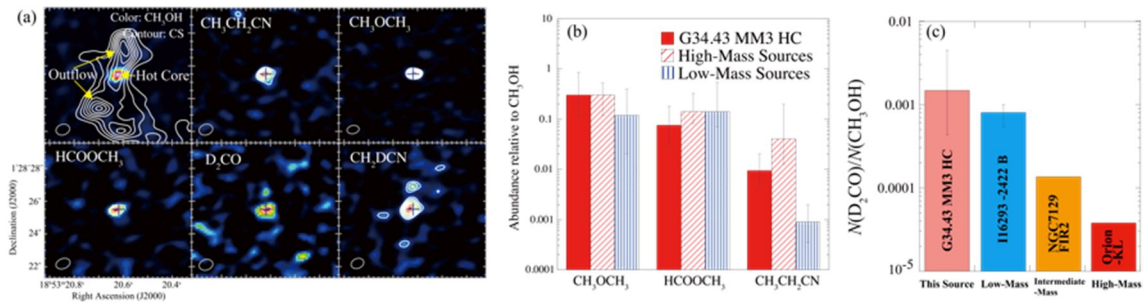 (a)
Color: CH₃OH
Contour: CS
Outflow
Hot Core
CH₃CH₂CN
CH₃OCH₃
HCOOCH₃
D₂CO
CH₂DCN
Declination (J2000)
1°28'28"
26"
24"
22"
18ʰ53ᵐ20.8ˢ
20.6ˢ
20.4ˢ
Right Ascension (J2000)
(b)
G34.43 MM3 HC
High-Mass Sources
Low-Mass Sources
Abundance relative to CH₃OH
10
1
0.1
0.01
0.001
0.0001
CH₃OCH₃
HCOOCH₃
CH₃CH₂CN
(c)
N(D₂CO)/N(CH₃OH)
0.01
0.001
0.0001
10⁻⁵
G34.43 MM3 HC
I16293 -2422 B
NGC7129
FIR2
Orion
-KL
This Source
Low-Mass
Intermediate
-Mass
High-Mass